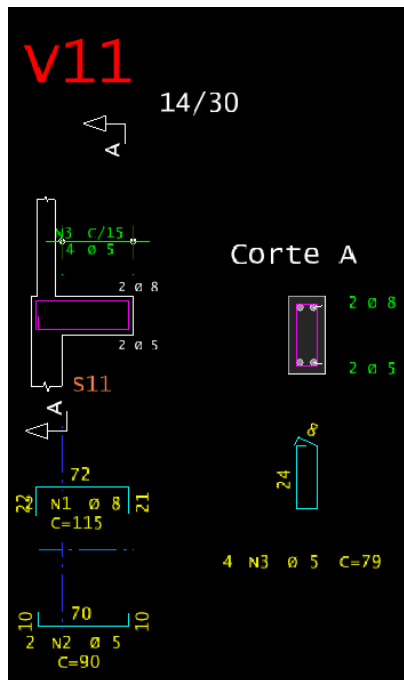 V11
14/30
A
N3 C/15
4 Ø 5
Corte A
2 Ø 8
2 Ø 8
2 Ø 5
2 Ø 5
S11
A
8
72
24
22
N1 Ø 8
21
C=115
4 N3 Ø 5 C=79
70
10
10
2 N2 Ø 5
C=90